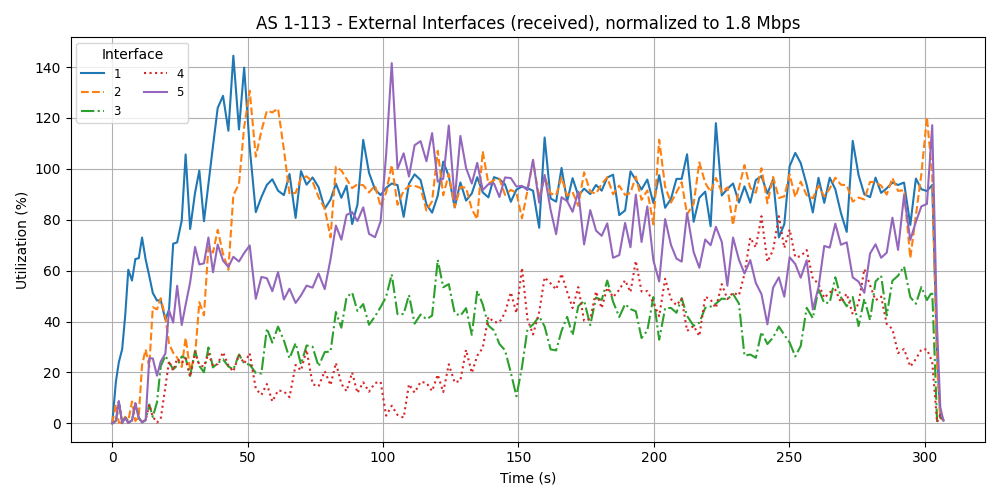 AS 1-113 - External Interfaces (received), normalized to 1.8 Mbps
Interface
1 4
2 5
3
Utilization (%)
140
120
100
80
60
40
20
0
0 50 100 150 200 250 300
Time (s)